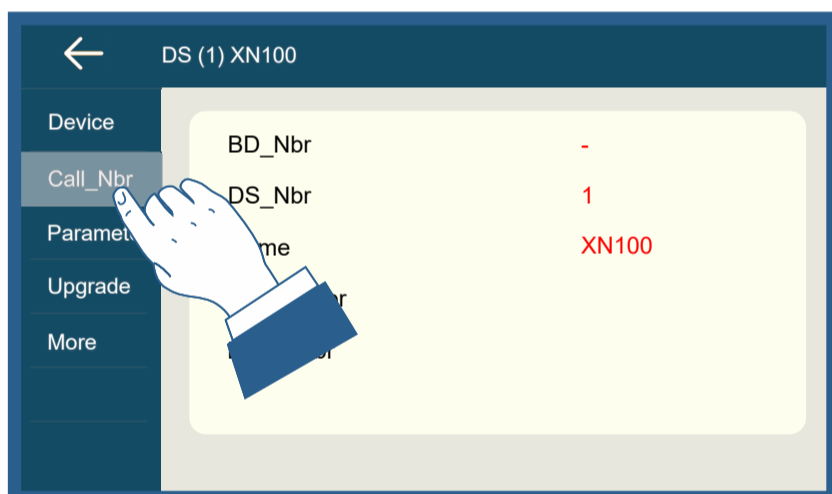 DS (1) XN100
Device
Call_Nbr
Upgrade
More
BD_Nbr -
DS_Nbr 1
XN100